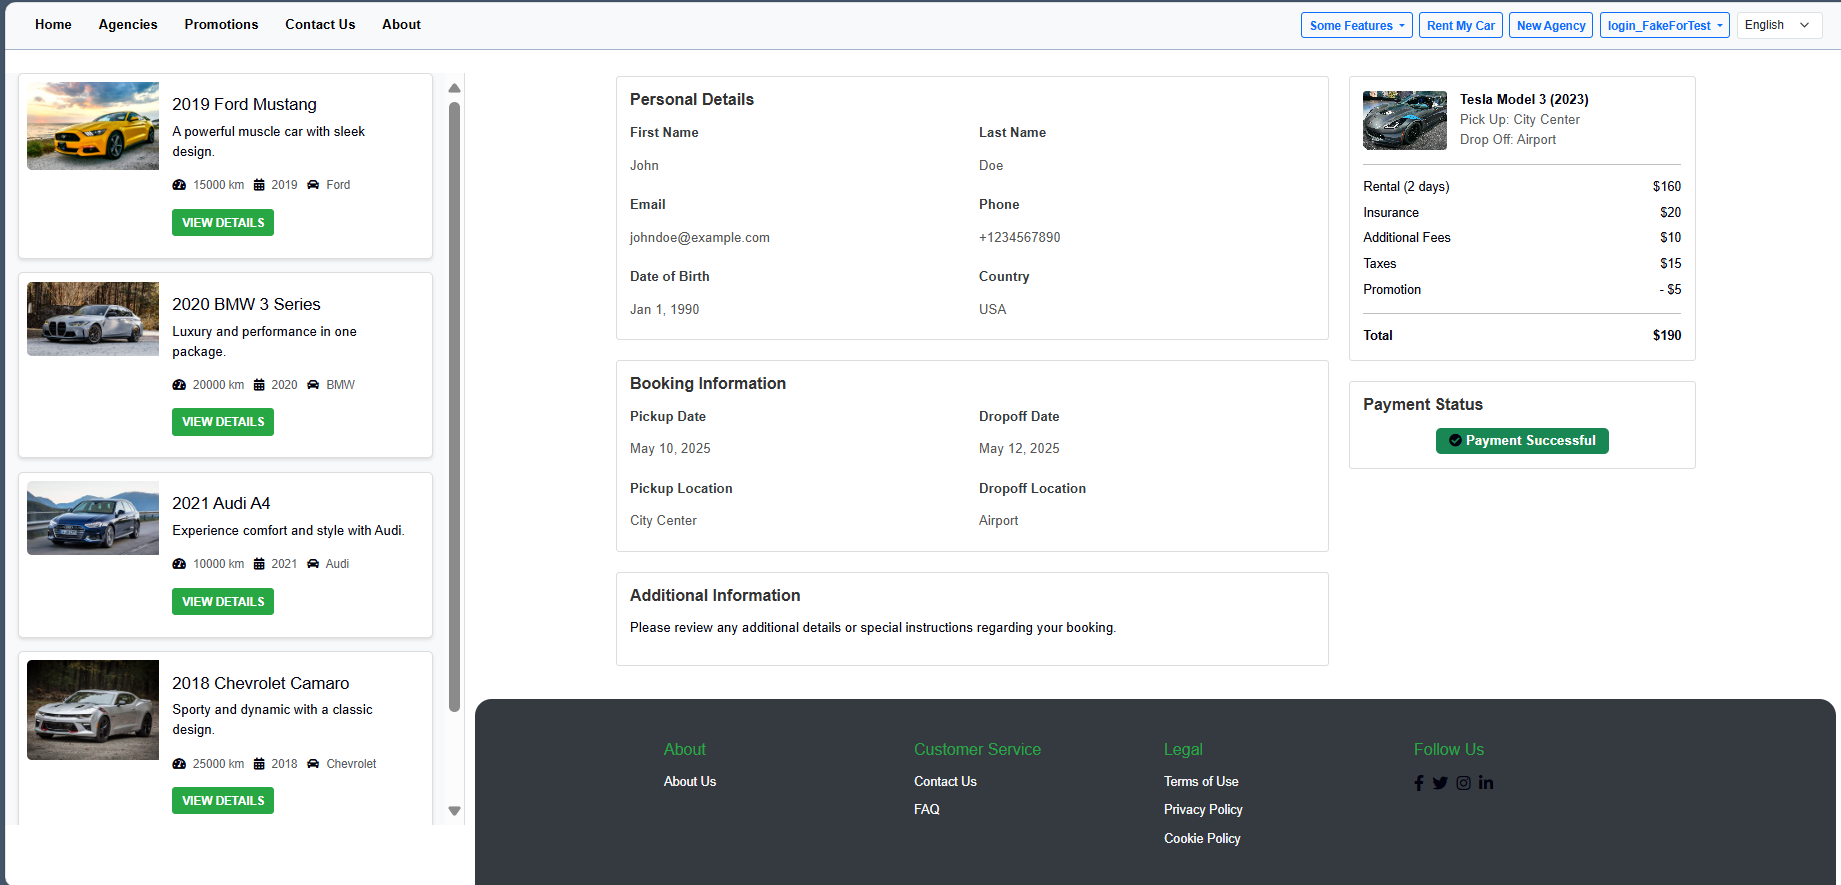 Home Agencies Promotions Contact Us About
Some Features Rent My Car New Agency login_FakeForTest English
2019 Ford Mustang
A powerful muscle car with sleek
design.
15000 km 2019 Ford
VIEW DETAILS
2020 BMW 3 Series
Luxury and performance in one
package.
20000 km 2020 BMW
VIEW DETAILS
2021 Audi A4
Experience comfort and style with Audi.
10000 km 2021 Audi
VIEW DETAILS
2018 Chevrolet Camaro
Sporty and dynamic with a classic
design.
25000 km 2018 Chevrolet
VIEW DETAILS
Personal Details
First Name Last Name
John Doe
Email Phone
johndoe@example.com +1234567890
Date of Birth Country
Jan 1, 1990 USA
Booking Information
Pickup Date Dropoff Date
May 10, 2025 May 12, 2025
Pickup Location Dropoff Location
City Center Airport
Additional Information
Please review any additional details or special instructions regarding your booking.
Tesla Model 3 (2023)
Pick Up: City Center
Drop Off: Airport
Rental (2 days) $160
Insurance $20
Additional Fees $10
Taxes $15
Promotion - $5
Total $190
Payment Status
Payment Successful
About Customer Service Legal Follow Us
About Us Contact Us Terms of Use
FAQ Privacy Policy
Cookie Policy